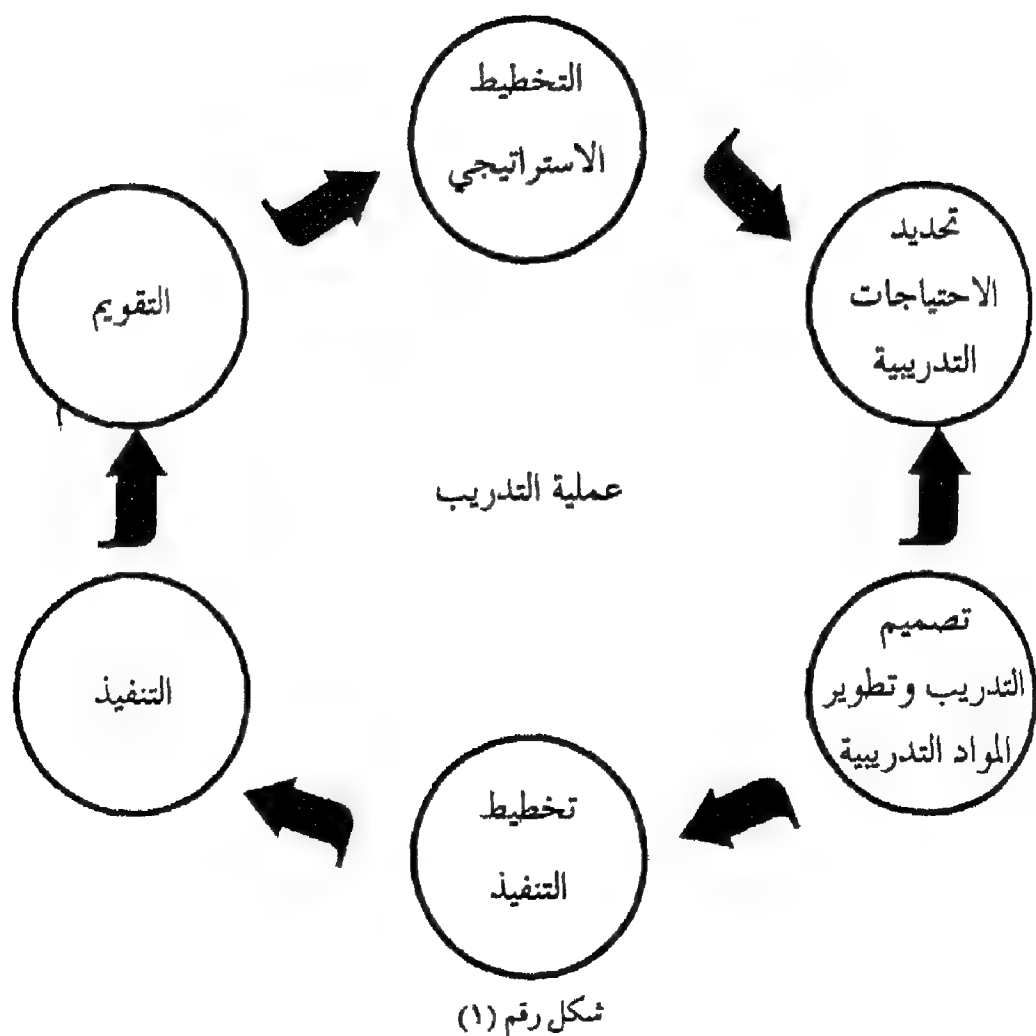 التخطيط
الاستراتيجي
تحديد
الاحتياجات
التدريبية
تصميم
التدريب وتطوير
المواد التدريبية
تخطيط
التنفيذ
التنفيذ
التقويم
عملية التدريب
شكل رقم (١)